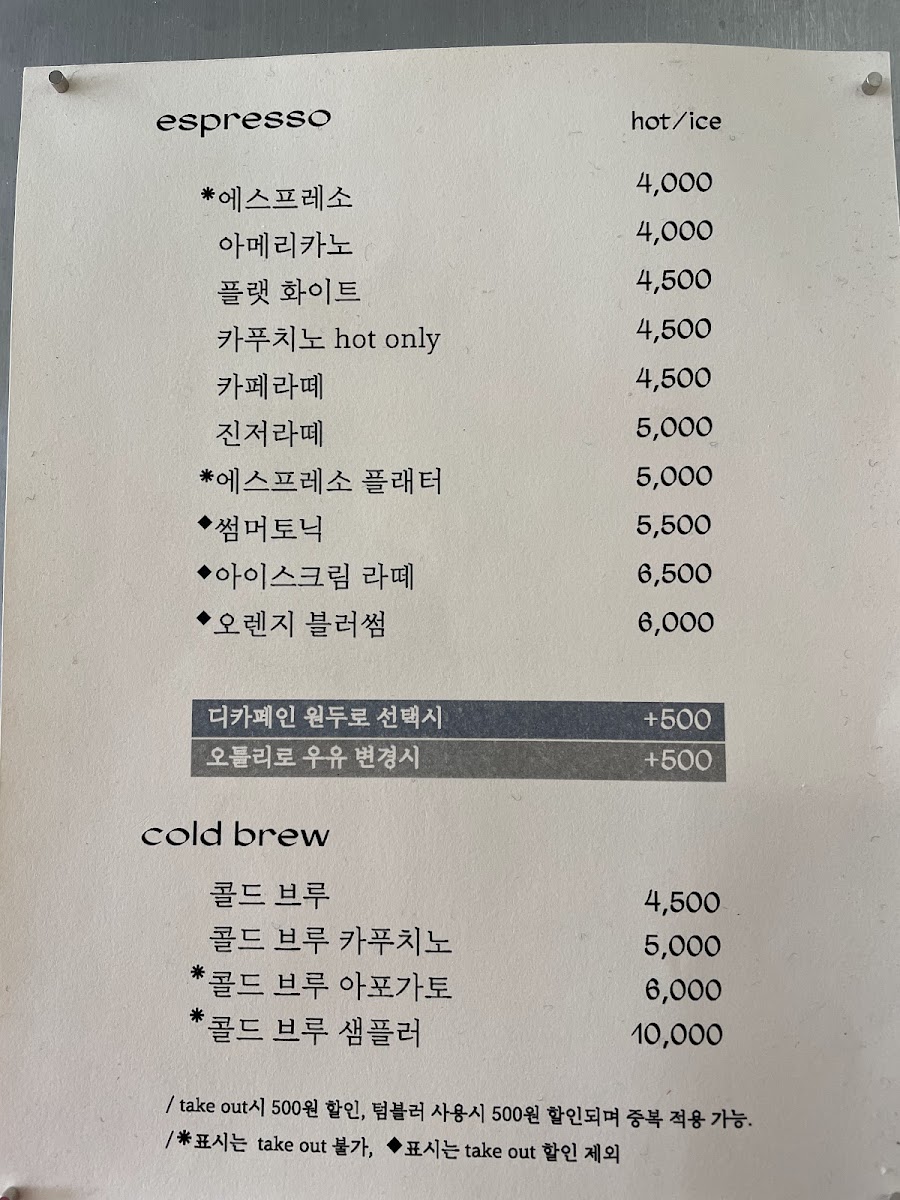 espresso hot/ice
*에스프레소 4,000
아메리카노 4,000
플랫 화이트 4,500
카푸치노 hot only 4,500
카페라떼 4,500
진저라떼 5,000
*에스프레소 플래터 5,000
◆썸머토닉 5,500
◆아이스크림 라떼 6,500
◆오렌지 블러썸 6,000
디카페인 원두로 선택시 +500
오틀리로 우유 변경시 +500
cold brew
콜드 브루 4,500
콜드 브루 카푸치노 5,000
*콜드 브루 아포가토 6,000
*콜드 브루 샘플러 10,000
/ take out시 500원 할인, 텀블러 사용시 500원 할인되며 중복 적용 가능.
/*표시는 take out 불가, ◆표시는 take out 할인 제외